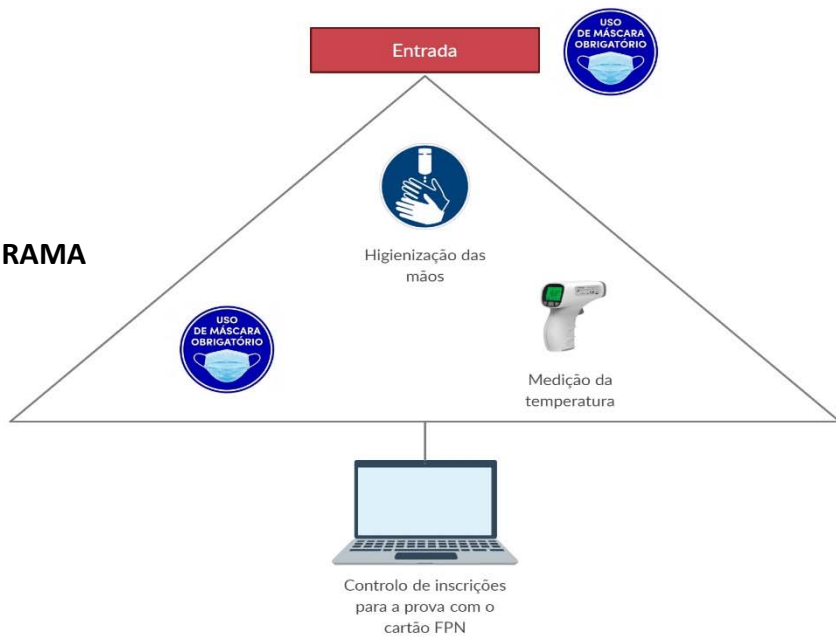 Entrada
USO
DE MÁSCARA
OBRIGATÓRIO
Higienização das
mãos
RAMA
USO
DE MÁSCARA
OBRIGATÓRIO
Medição da
temperatura
Controlo de inscrições
para a prova com o
cartão FPN